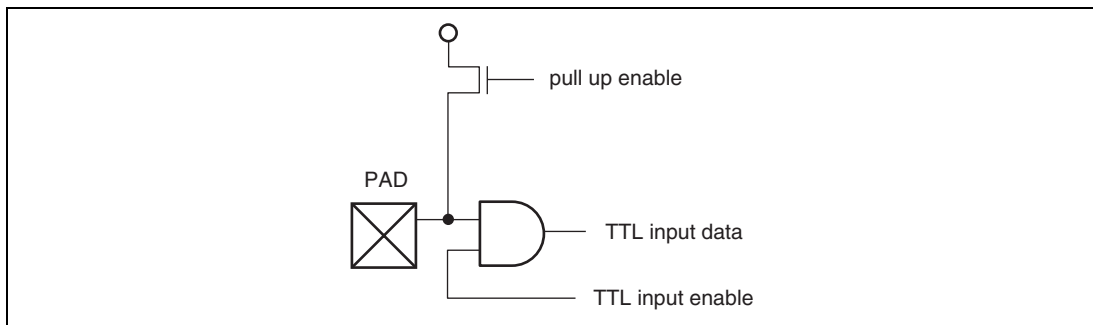 pull up enable
PAD
TTL input data
TTL input enable